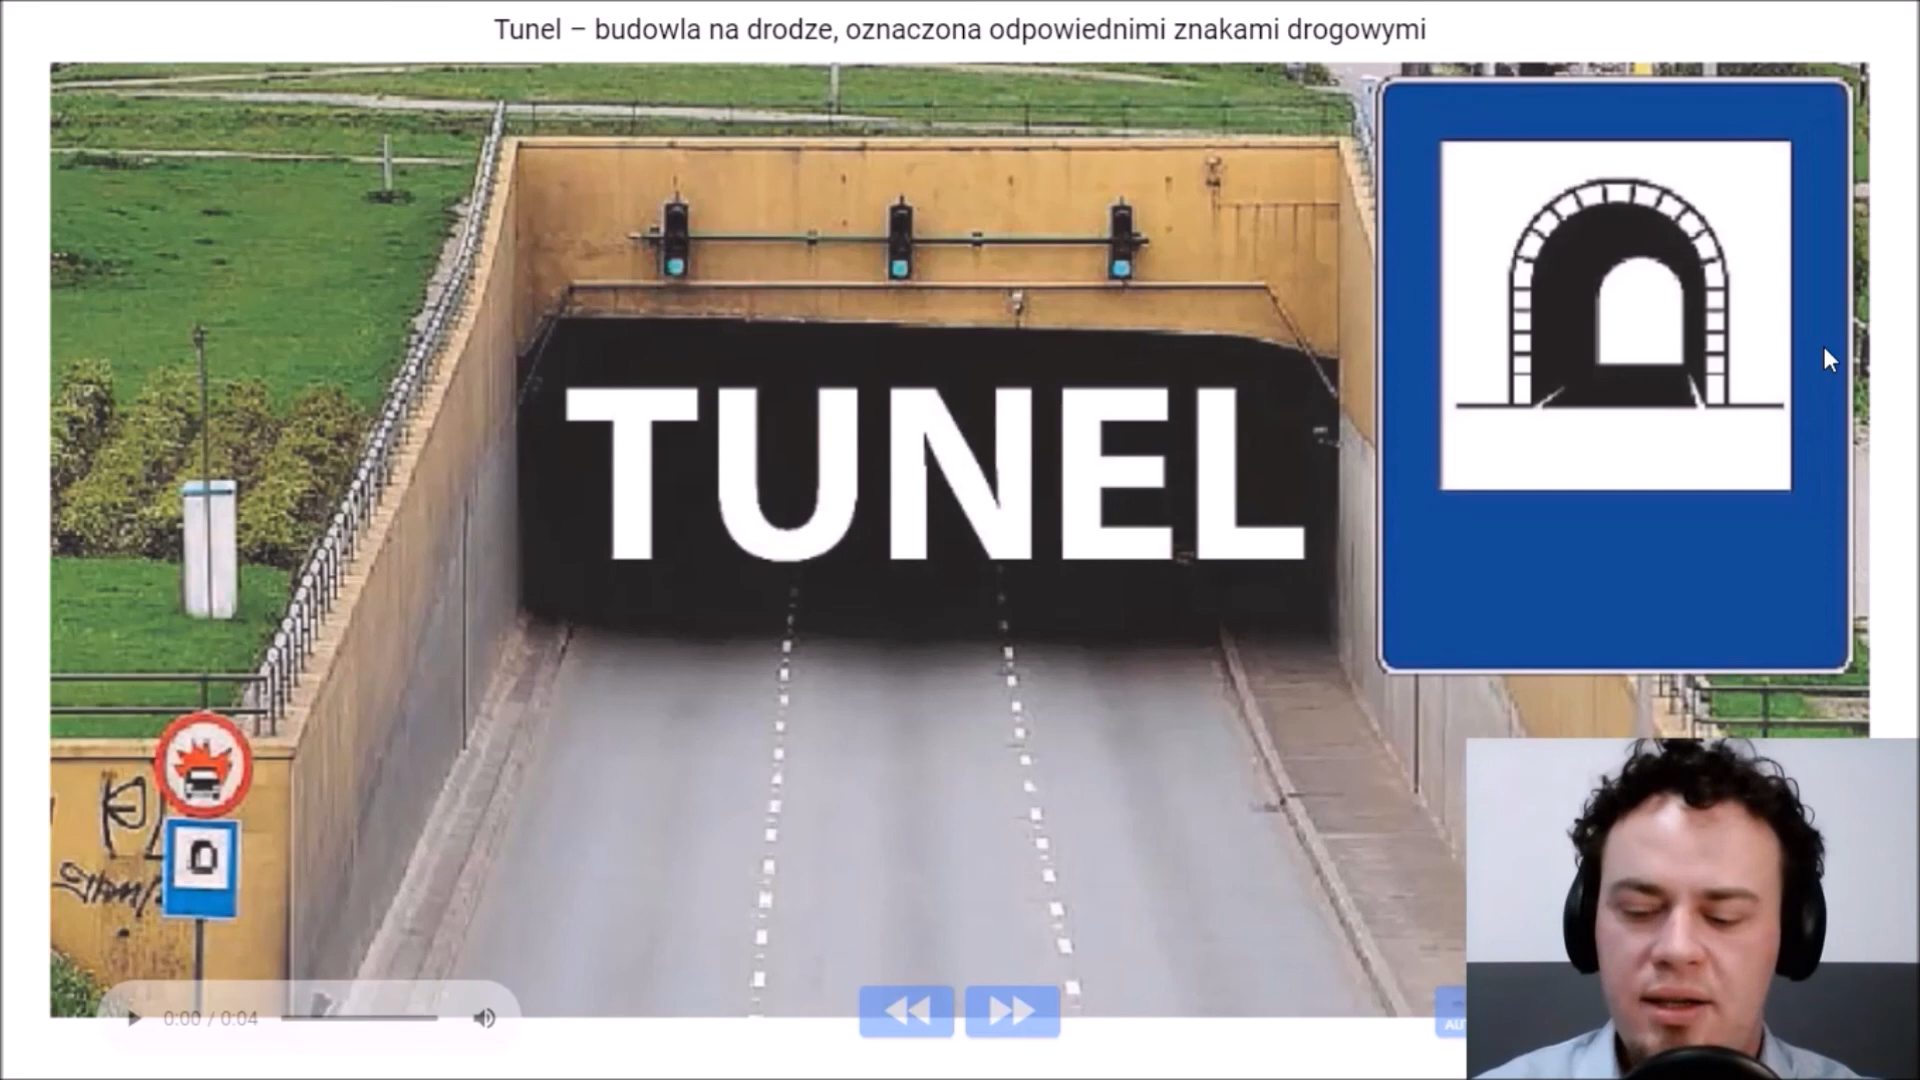 Tunel – budowla na drodze, oznaczona odpowiednimi znakami drogowymi
TUNEL
0:00 / 0:04